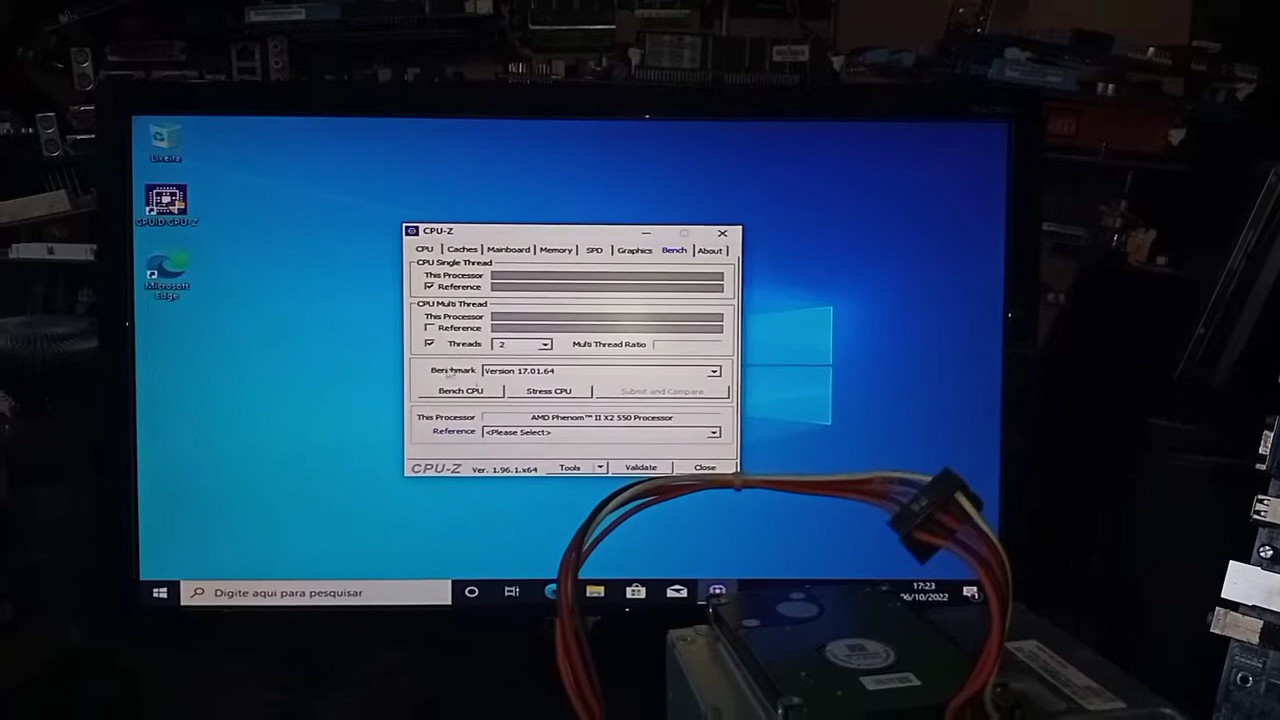 Lixeira
CPUID CPU-Z
Microsoft
Edge
CPU-Z
CPU Caches Mainboard Memory SPD Graphics Bench About
CPU Single Thread
This Processor
Reference
CPU Multi Thread
This Processor
Reference
Threads 2 Multi Thread Ratio
Benchmark Version 17.01.64
Bench CPU Stress CPU Submit and Compare
This Processor AMD Phenom™ II X2 550 Processor
Reference <Please Select>
CPU-Z Ver. 1.96.1.x64 Tools Validate Close
Digite aqui para pesquisar
17:23
06/10/2022